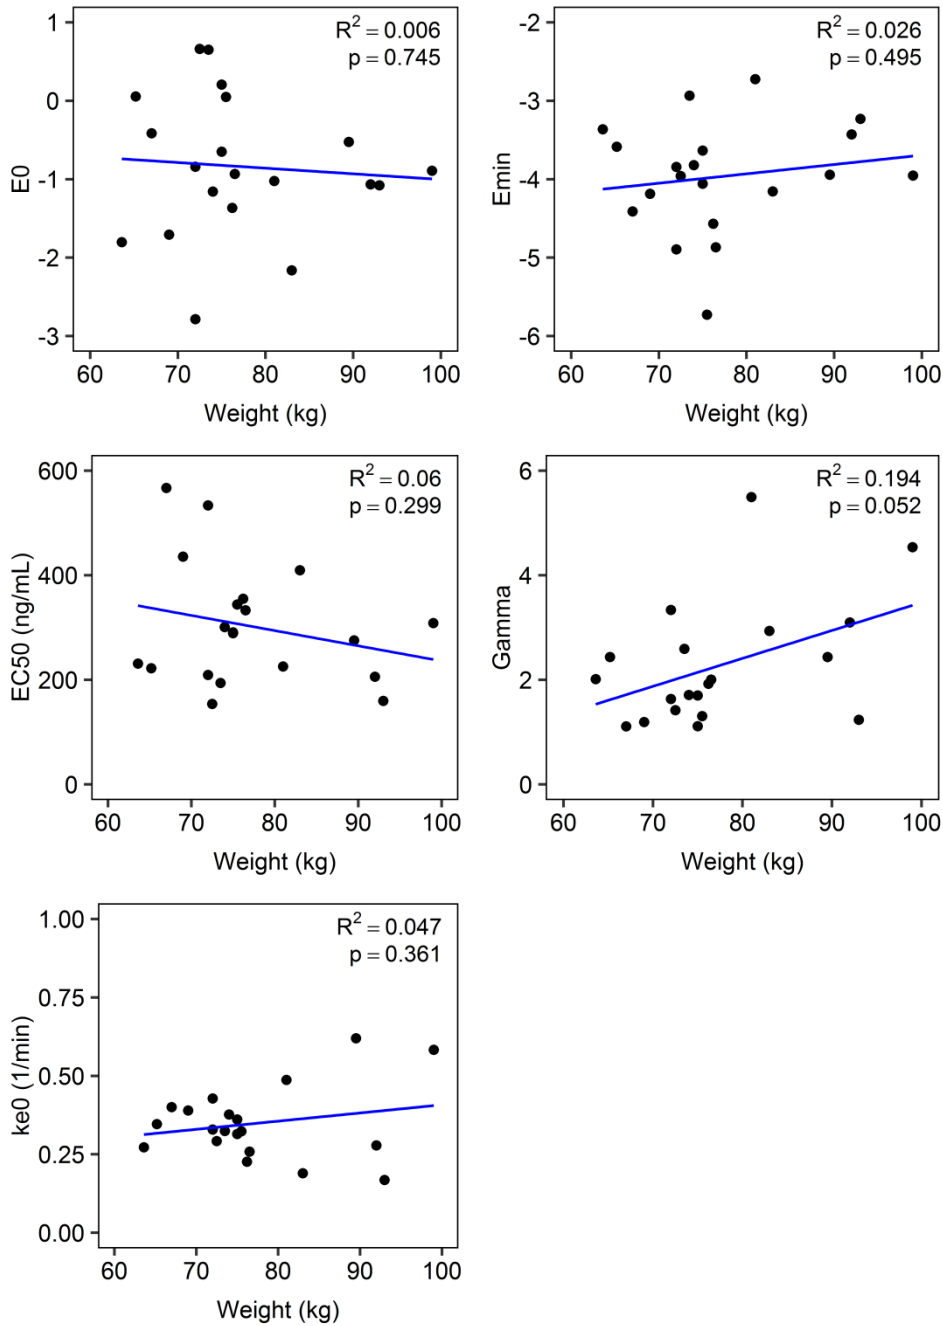 R² = 0.006
p = 0.745
1
0
-1
-2
-3
E0
60 70 80 90 100
Weight (kg)
R² = 0.026
p = 0.495
-2
-3
-4
-5
-6
Emin
60 70 80 90 100
Weight (kg)
R² = 0.06
p = 0.299
600
400
200
0
EC50 (ng/mL)
60 70 80 90 100
Weight (kg)
R² = 0.194
p = 0.052
6
4
2
0
Gamma
60 70 80 90 100
Weight (kg)
R² = 0.047
p = 0.361
1.00
0.75
0.50
0.25
0.00
ke0 (1/min)
60 70 80 90 100
Weight (kg)